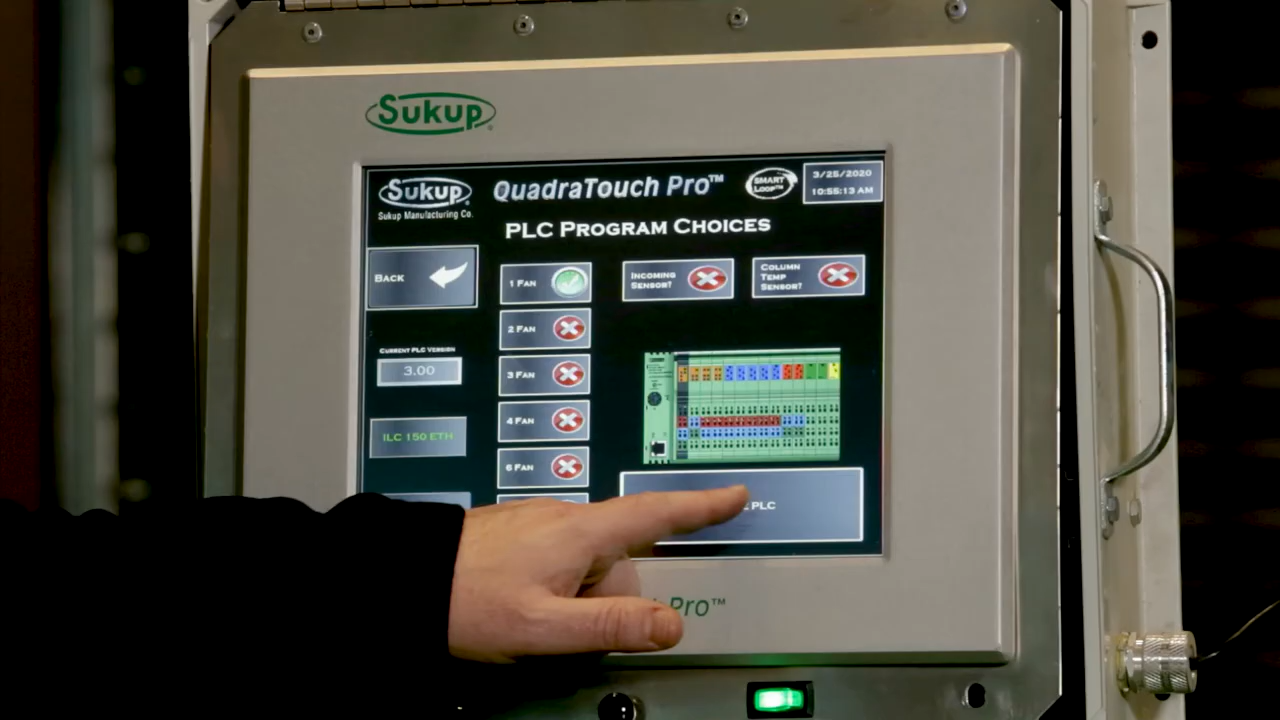 Sukup
Sukup
Sukup Manufacturing Co.
QuadraTouch Pro™
SMART
LOOP™
3/25/2020
10:55:13 AM
PLC PROGRAM CHOICES
BACK
1 FAN
INCOMING
SENSOR?
COLUMN
TEMP
SENSOR?
2 FAN
CURRENT PLC VERSION
3.00
3 FAN
4 FAN
ILC 150 ETH
6 FAN
PLC
Pro™